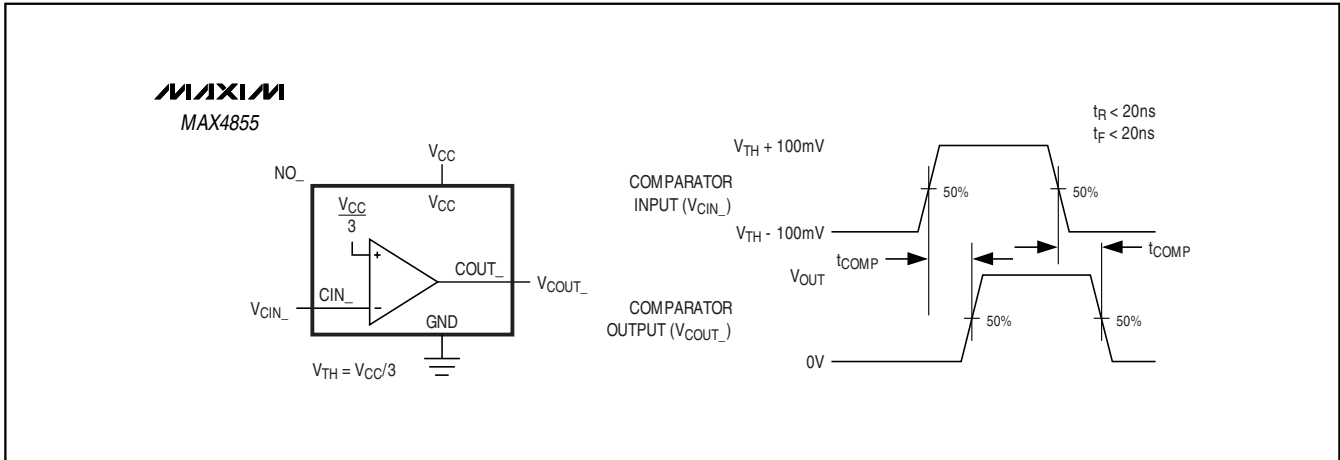 MAXIM
MAX4855
NO_
VCC
VCC
VCC
3
+
-
CIN_
VCIN_
COUT_
VCOUT_
GND
VTH = VCC/3
tR < 20ns
tF < 20ns
VTH + 100mV
COMPARATOR
INPUT (VCIN_)
50%
50%
VTH - 100mV
tCOMP
tCOMP
VOUT
COMPARATOR
OUTPUT (VCOUT_)
50%
50%
0V